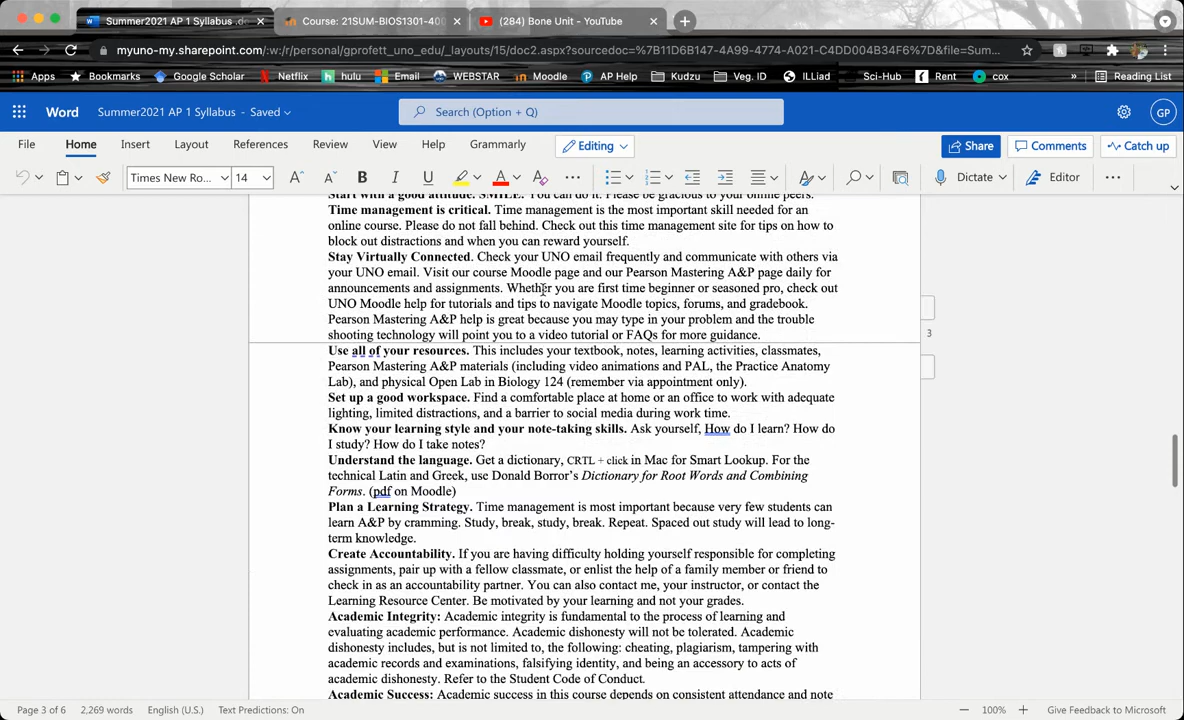 Summer2021 AP 1 Syllabus .do
Course: 21SUM-BIOS1301-400
(284) Bone Unit - YouTube
myuno-my.sharepoint.com/:w:/r/personal/gprofett_uno_edu/_layouts/15/doc2.aspx?sourcedoc=%7B11D6B147-4A99-4774-A021-C4DD004B34F6%7D&file=Sum...
Apps Bookmarks Google Scholar Netflix hulu Email WEBSTAR Moodle AP Help Kudzu Veg. ID ILLiad Sci-Hub Rent cox » Reading List
Word Summer2021 AP 1 Syllabus - Saved Search (Option + Q) GP
File Home Insert Layout References Review View Help Grammarly Editing Share Comments Catch up
Times New Ro... 14 A A B I U A A Dictate Editor
Start with a good attitude. SMILE. You can do it. Please be gracious to your online peers.
Time management is critical. Time management is the most important skill needed for an
online course. Please do not fall behind. Check out this time management site for tips on how to
block out distractions and when you can reward yourself.
Stay Virtually Connected. Check your UNO email frequently and communicate with others via
your UNO email. Visit our course Moodle page and our Pearson Mastering A&P page daily for
announcements and assignments. Whether you are first time beginner or seasoned pro, check out
UNO Moodle help for tutorials and tips to navigate Moodle topics, forums, and gradebook.
Pearson Mastering A&P help is great because you may type in your problem and the trouble
shooting technology will point you to a video tutorial or FAQs for more guidance.
3
Use all of your resources. This includes your textbook, notes, learning activities, classmates,
Pearson Mastering A&P materials (including video animations and PAL, the Practice Anatomy
Lab), and physical Open Lab in Biology 124 (remember via appointment only).
Set up a good workspace. Find a comfortable place at home or an office to work with adequate
lighting, limited distractions, and a barrier to social media during work time.
Know your learning style and your note-taking skills. Ask yourself, How do I learn? How do
I study? How do I take notes?
Understand the language. Get a dictionary, CRTL + click in Mac for Smart Lookup. For the
technical Latin and Greek, use Donald Borror's Dictionary for Root Words and Combining
Forms. (pdf on Moodle)
Plan a Learning Strategy. Time management is most important because very few students can
learn A&P by cramming. Study, break, study, break. Repeat. Spaced out study will lead to long-
term knowledge.
Create Accountability. If you are having difficulty holding yourself responsible for completing
assignments, pair up with a fellow classmate, or enlist the help of a family member or friend to
check in as an accountability partner. You can also contact me, your instructor, or contact the
Learning Resource Center. Be motivated by your learning and not your grades.
Academic Integrity: Academic integrity is fundamental to the process of learning and
evaluating academic performance. Academic dishonesty will not be tolerated. Academic
dishonesty includes, but is not limited to, the following: cheating, plagiarism, tampering with
academic records and examinations, falsifying identity, and being an accessory to acts of
academic dishonesty. Refer to the Student Code of Conduct.
Academic Success: Academic success in this course depends on consistent attendance and note
Page 3 of 6 2,269 words English (U.S.) Text Predictions: On 100% Give Feedback to Microsoft